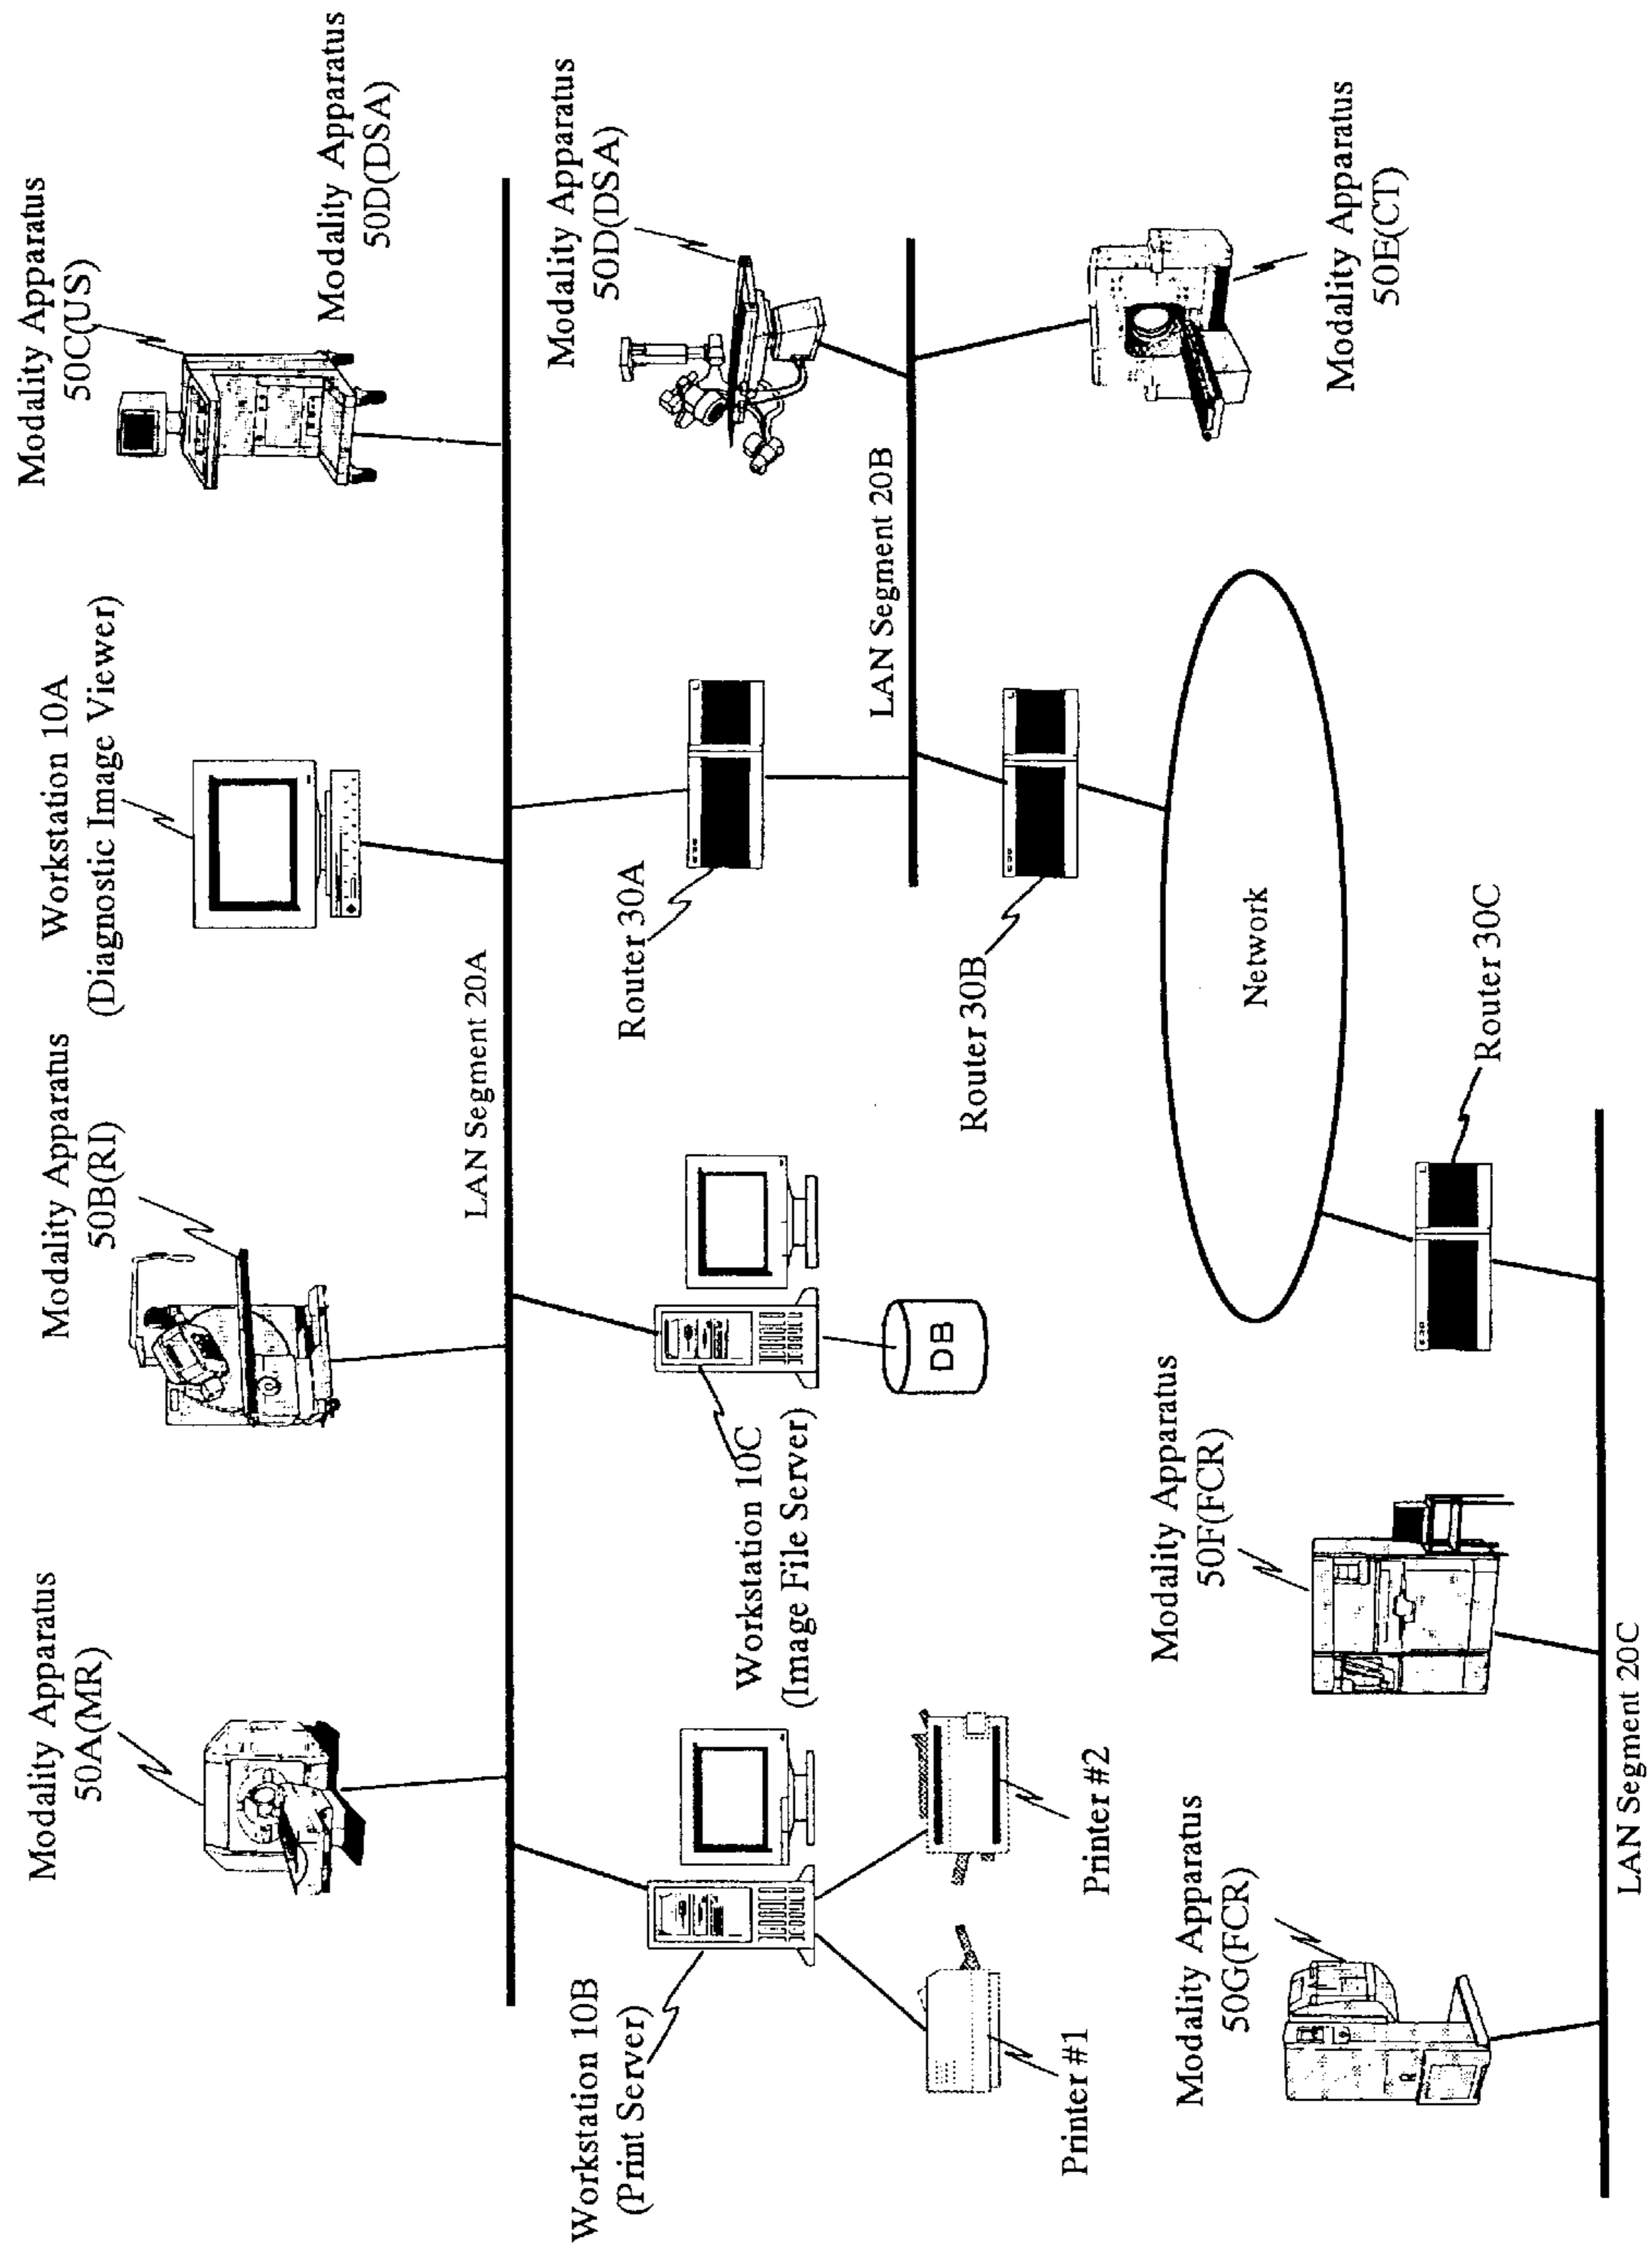 Modality Apparatus
50A(MR)
Modality Apparatus
50B(RI)
Workstation 10A
(Diagnostic Image Viewer)
Modality Apparatus
50C(US)
Modality Apparatus
50D(DSA)
LAN Segment 20A
Workstation 10B
(Print Server)
Workstation 10C
(Image File Server)
DB
Printer #1
Printer #2
Router 30A
Modality Apparatus
50D(DSA)
LAN Segment 20B
Router 30B
Modality Apparatus
50E(CT)
Network
Modality Apparatus
50G(FCR)
Modality Apparatus
50F(FCR)
Router 30C
LAN Segment 20C